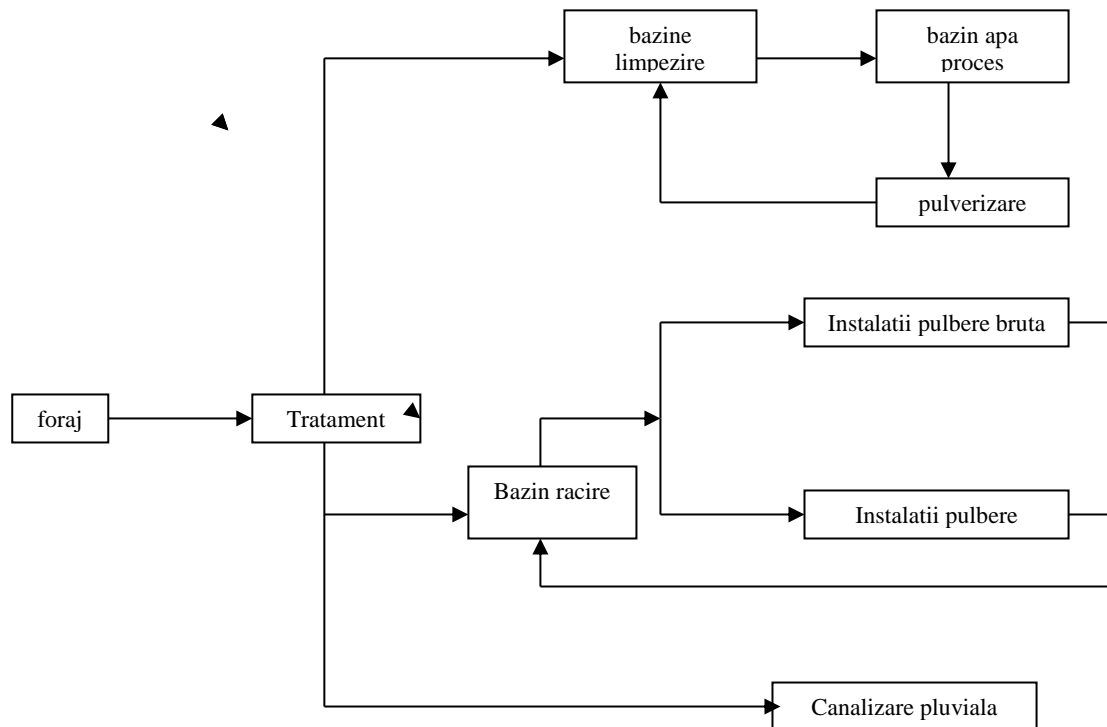 bazine
limpezire
bazin apa
proces
pulverizare
Instalatii pulbere bruta
foraj
Tratament
Bazin racire
Instalatii pulbere
Canalizare pluviala